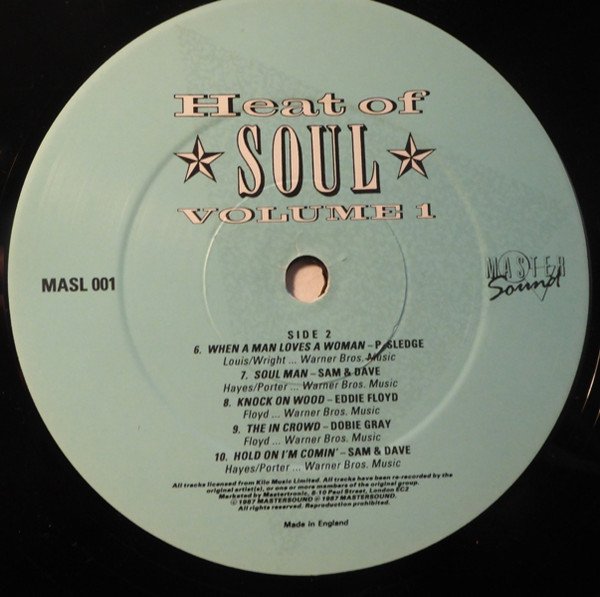 Heat of
SOUL
VOLUME 1
MASL 001
MASTER
Sound
SIDE 2
6. WHEN A MAN LOVES A WOMAN – P. SLEDGE
Louis/Wright ... Warner Bros. Music
7. SOUL MAN – SAM & DAVE
Hayes/Porter ... Warner Bros. Music
8. KNOCK ON WOOD – EDDIE FLOYD
Floyd ... Warner Bros. Music
9. THE IN CROWD – DOBIE GRAY
Floyd ... Warner Bros. Music
10. HOLD ON I'M COMIN' – SAM & DAVE
Hayes/Porter ... Warner Bros. Music
All tracks licensed from Kilo Music Limited. All tracks have been re-recorded by the
original artist(s), or one or more mambers of the original group.
Marketed by Mastertronic, 8-10 Paul Street, London EC2
Ⓟ 1987 MASTERSOUND © 1987 MASTERSOUND.
All rights reserved. Reproduction prohibited.
Made in England